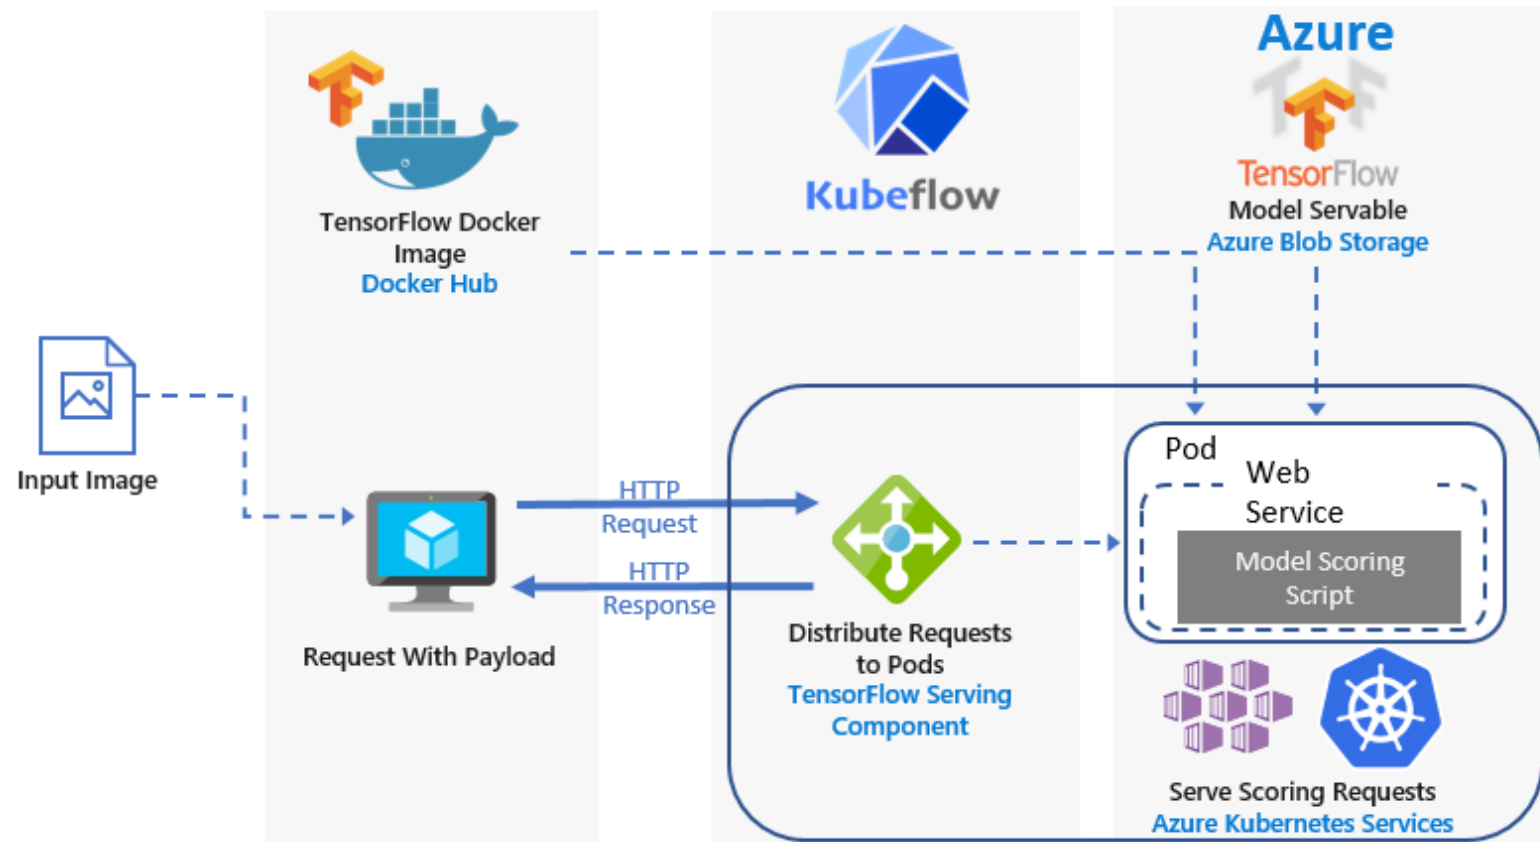 Azure
Kubeflow
TensorFlow
TensorFlow Docker
Image
Docker Hub
Model Servable
Azure Blob Storage
Input Image
HTTP
Request
HTTP
Response
Request With Payload
Distribute Requests
to Pods
TensorFlow Serving
Component
Pod
Web
Service
Model Scoring
Script
Serve Scoring Requests
Azure Kubernetes Services